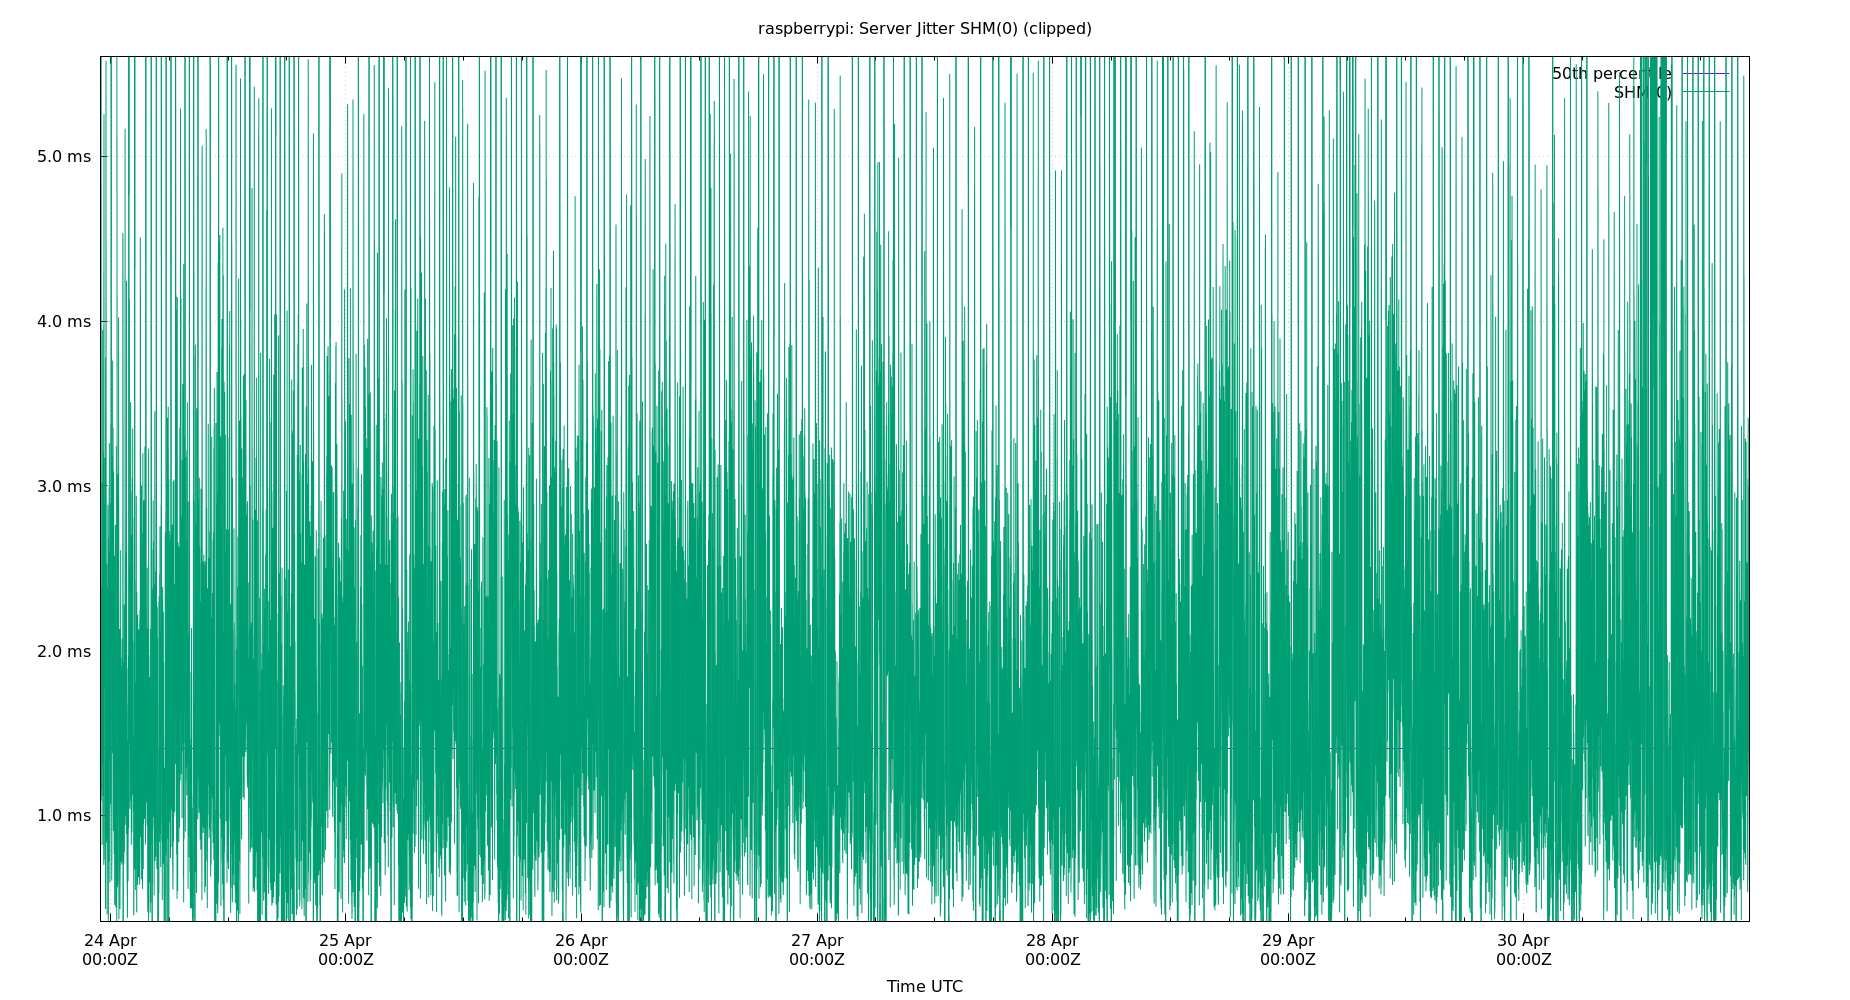 raspberrypi: Server Jitter SHM(0) (clipped)
50th percentile
SHM(0)
5.0 ms
4.0 ms
3.0 ms
2.0 ms
1.0 ms
24 Apr 25 Apr 26 Apr 27 Apr 28 Apr 29 Apr 30 Apr
00:00Z 00:00Z 00:00Z 00:00Z 00:00Z 00:00Z 00:00Z
Time UTC